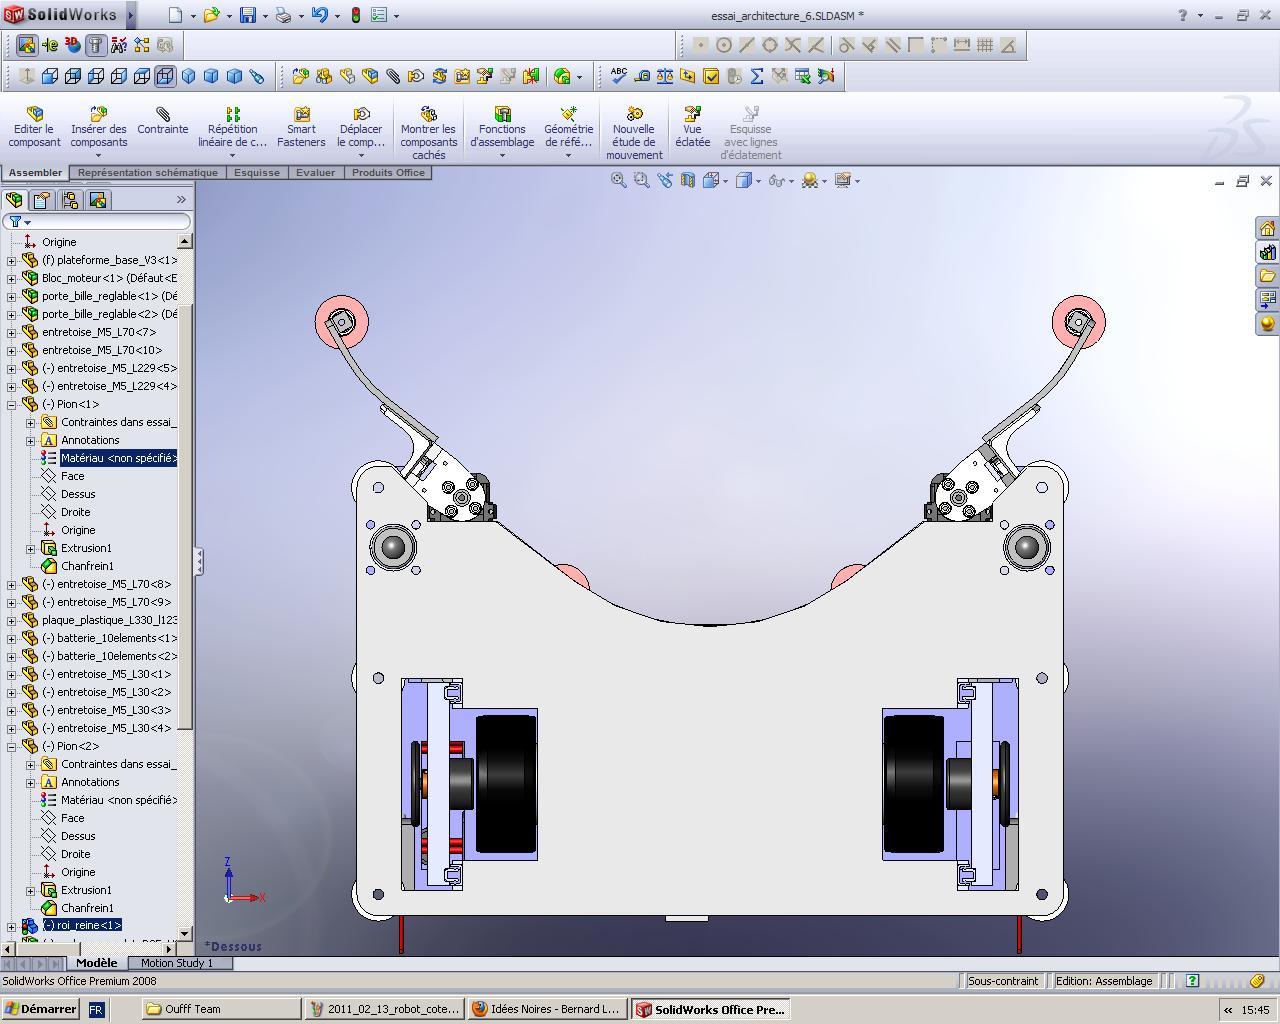 SolidWorks
essai_architecture_6.SLDASM *
Editer le composant
Insérer des composants
Contrainte
Répétition linéaire de c...
Smart Fasteners
Déplacer le comp...
Montrer les composants cachés
Fonctions d'assemblage
Géométrie de réfé...
Nouvelle étude de mouvement
Vue éclatée
Esquisse avec lignes d'éclatement
Assembler
Représentation schématique
Esquisse
Evaluer
Produits Office
Origine
(f) plateforme_base_V3<1>
Bloc_moteur<1> (Défaut<E
porte_bille_reglable<1> (Dé
porte_bille_reglable<2> (Dé
entretoise_M5_L70<7>
entretoise_M5_L70<10>
(-) entretoise_M5_L229<5>
(-) entretoise_M5_L229<4>
(-) Pion<1>
Contraintes dans essai_
Annotations
Matériau <non spécifié>
Face
Dessus
Droite
Origine
Extrusion1
Chanfrein1
(-) entretoise_M5_L70<8>
(-) entretoise_M5_L70<9>
plaque_plastique_L330_l123
(-) batterie_10elements<1>
(-) batterie_10elements<2>
(-) entretoise_M5_L30<1>
(-) entretoise_M5_L30<2>
(-) entretoise_M5_L30<3>
(-) entretoise_M5_L30<4>
(-) Pion<2>
Contraintes dans essai_
Annotations
Matériau <non spécifié>
Face
Dessus
Droite
Origine
Extrusion1
Chanfrein1
(-) roi_reine<1>
Z
X
*Dessous
Modèle
Motion Study 1
SolidWorks Office Premium 2008
Sous-contraint
Edition: Assemblage
Démarrer
FR
Oufff Team
2011_02_13_robot_cote...
Idées Noires - Bernard L...
SolidWorks Office Pre...
15:45